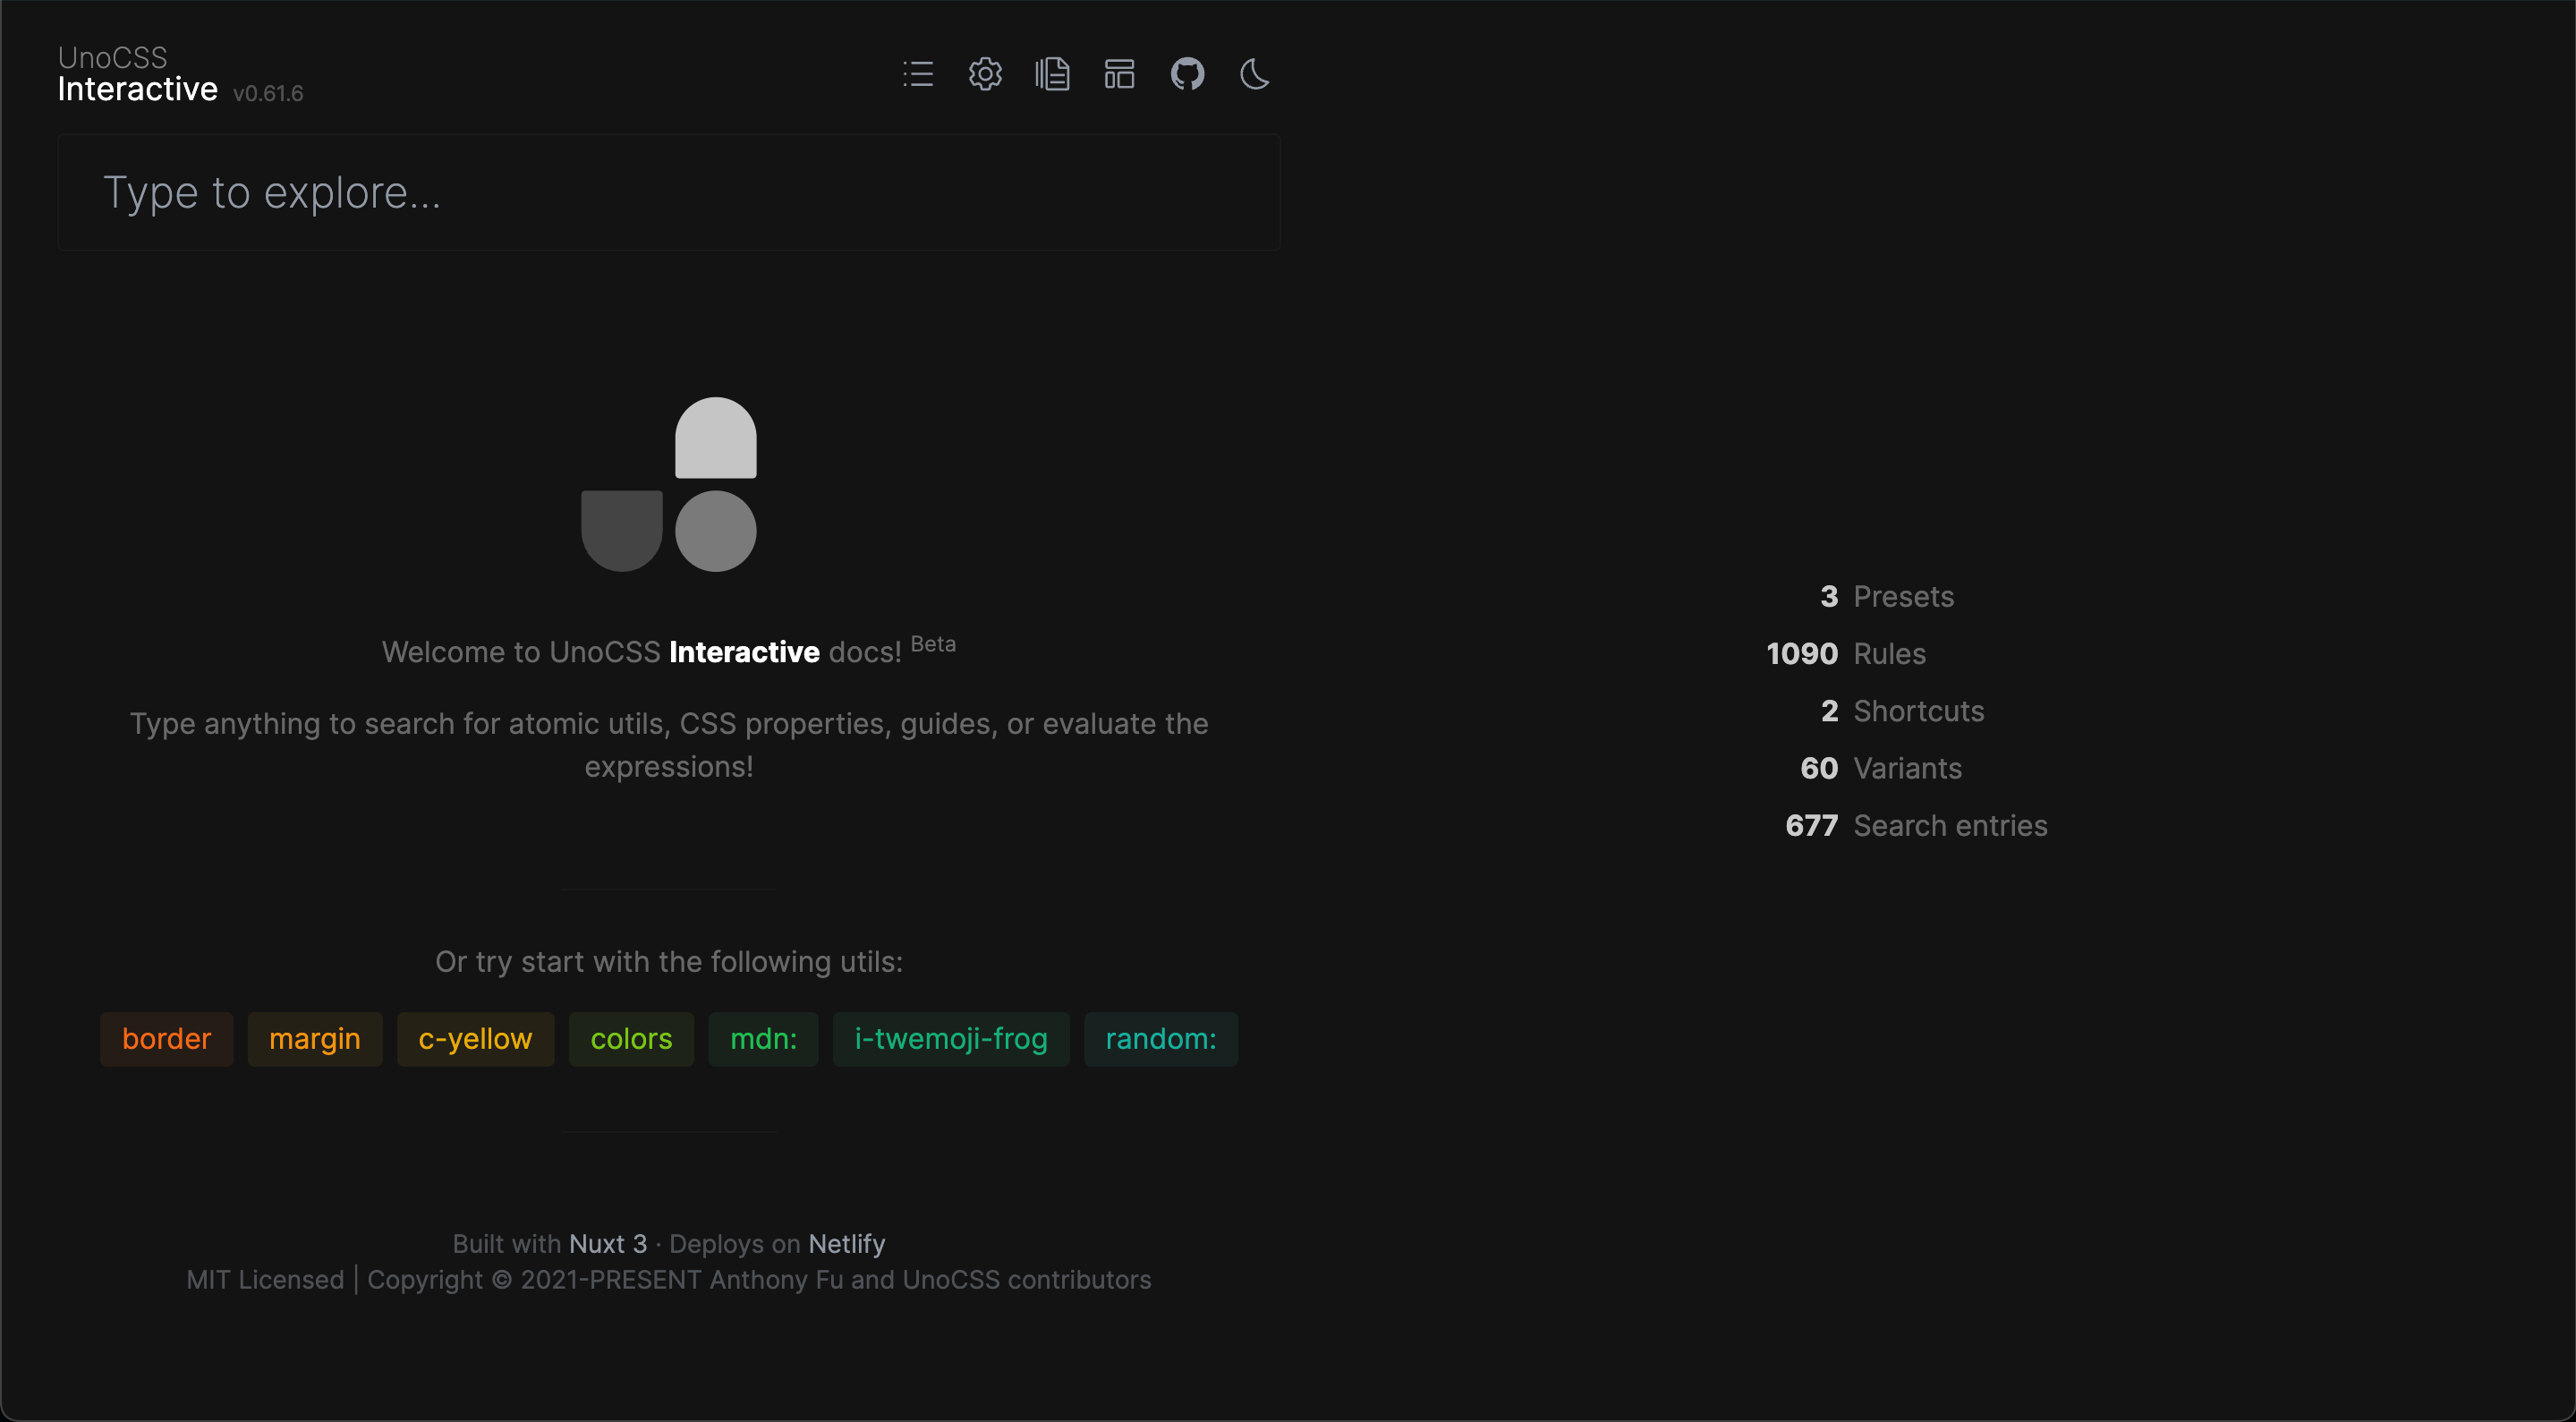 UnoCSS
Interactive v0.61.6
Type to explore...
Welcome to UnoCSS Interactive docs! Beta
Type anything to search for atomic utils, CSS properties, guides, or evaluate the
expressions!
Or try start with the following utils:
border margin c-yellow colors mdn: i-twemoji-frog random:
Built with Nuxt 3 · Deploys on Netlify
MIT Licensed | Copyright © 2021-PRESENT Anthony Fu and UnoCSS contributors
3 Presets
1090 Rules
2 Shortcuts
60 Variants
677 Search entries